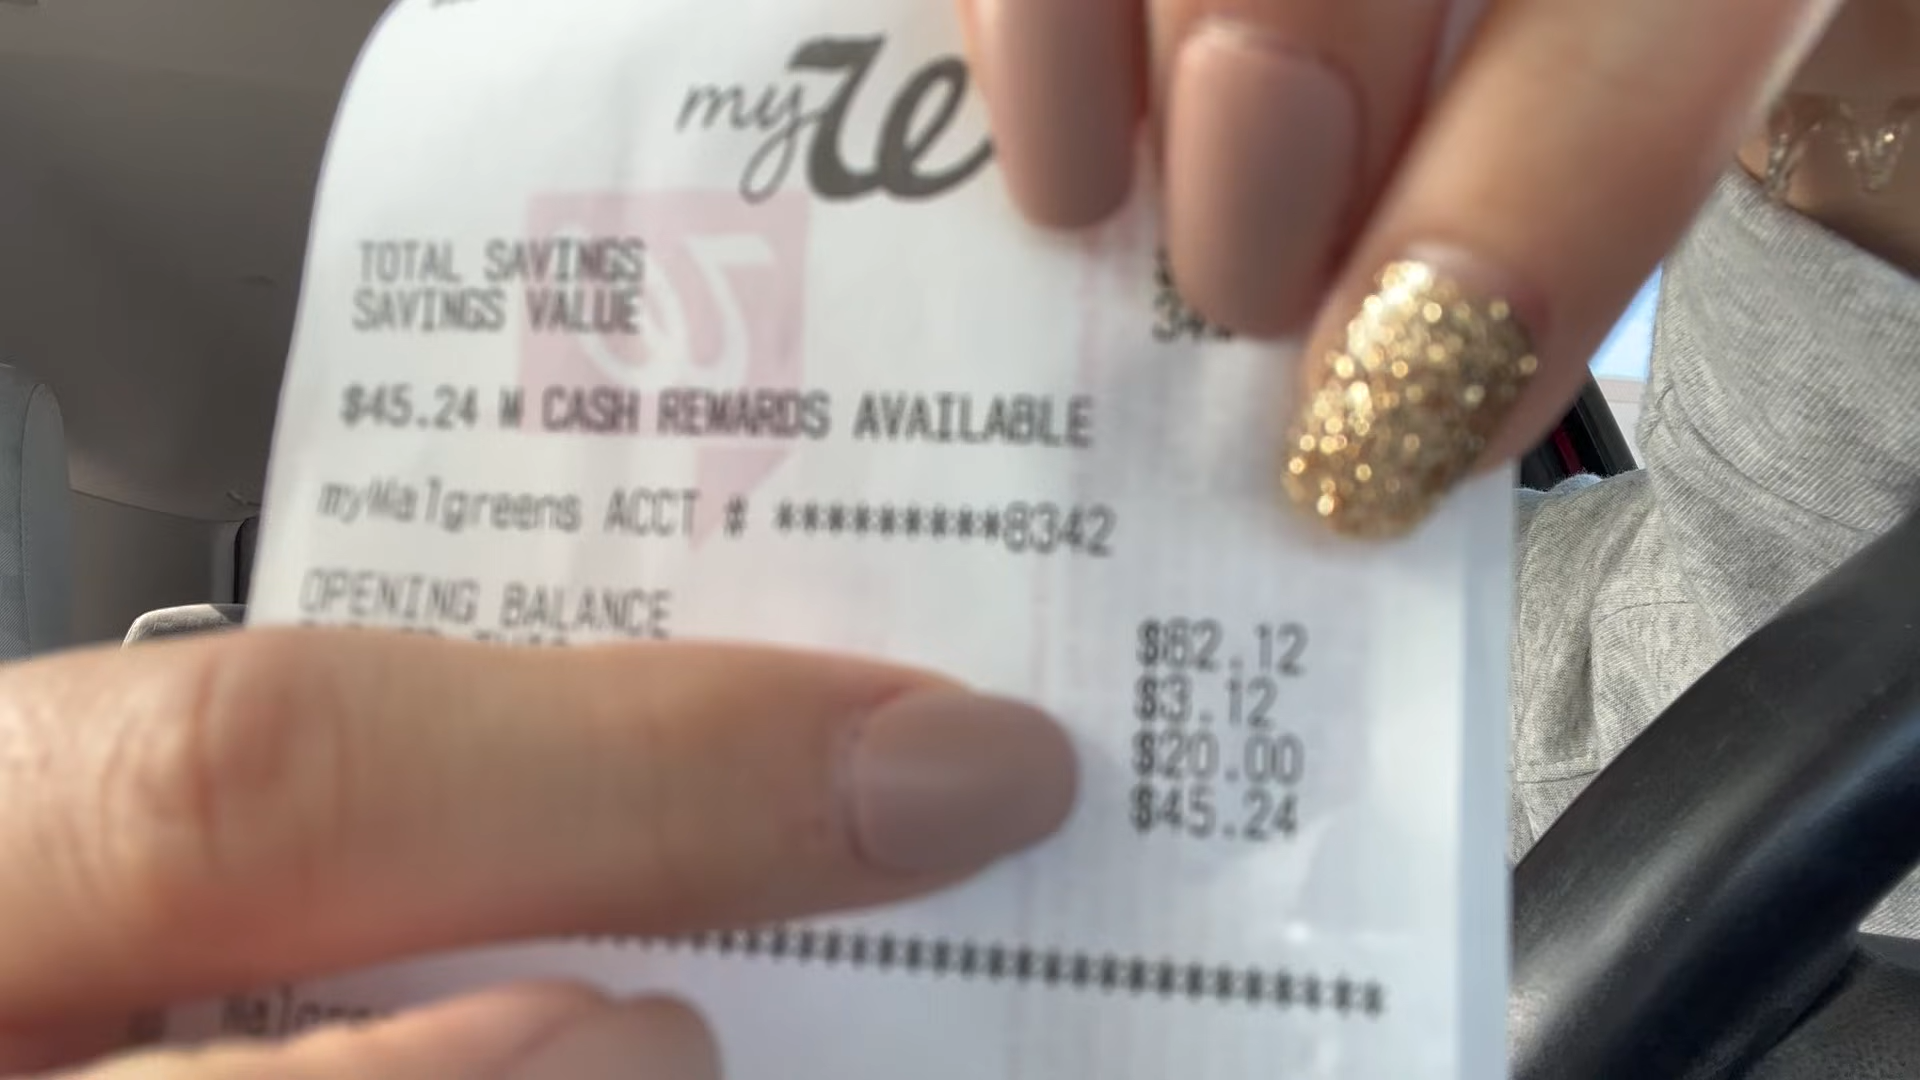 myW
TOTAL SAVINGS
SAVINGS VALUE
$45.24 W CASH REWARDS AVAILABLE
myWalgreens ACCT # *********8342
OPENING BALANCE
$62.12
$3.12
$20.00
$45.24